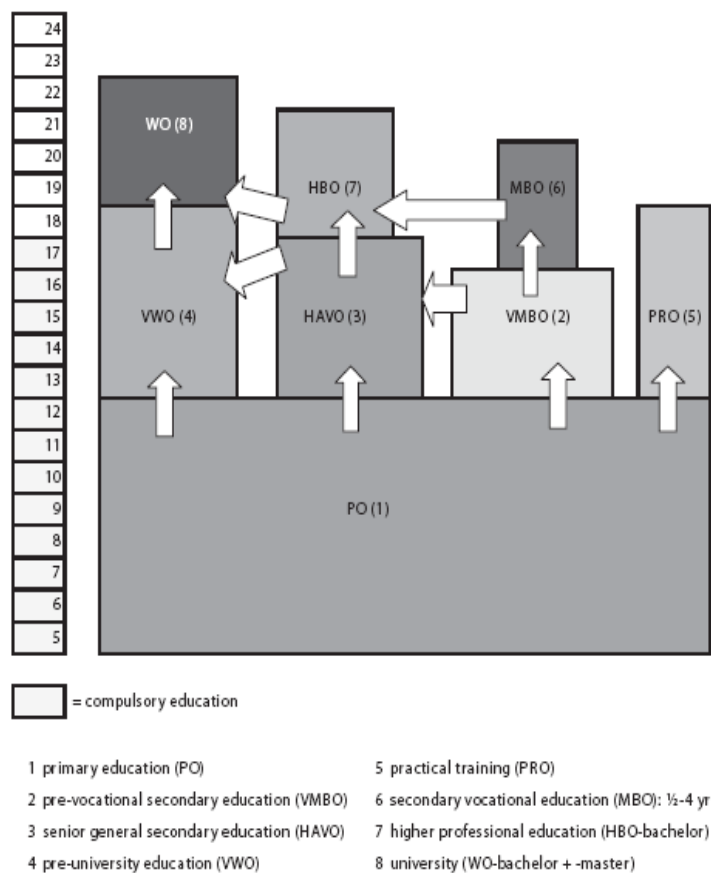 24
23
22
21
20
19
18
17
16
15
14
13
12
11
10
9
8
7
6
5
WO (8)
HBO (7)
MBO (6)
VWO (4)
HAVO (3)
VMBO (2)
PRO (5)
PO (1)
= compulsory education
1 primary education (PO)
2 pre-vocational secondary education (VMBO)
3 senior general secondary education (HAVO)
4 pre-university education (VWO)
5 practical training (PRO)
6 secondary vocational education (MBO): ½-4 yr
7 higher professional education (HBO-bachelor)
8 university (WO-bachelor + -master)